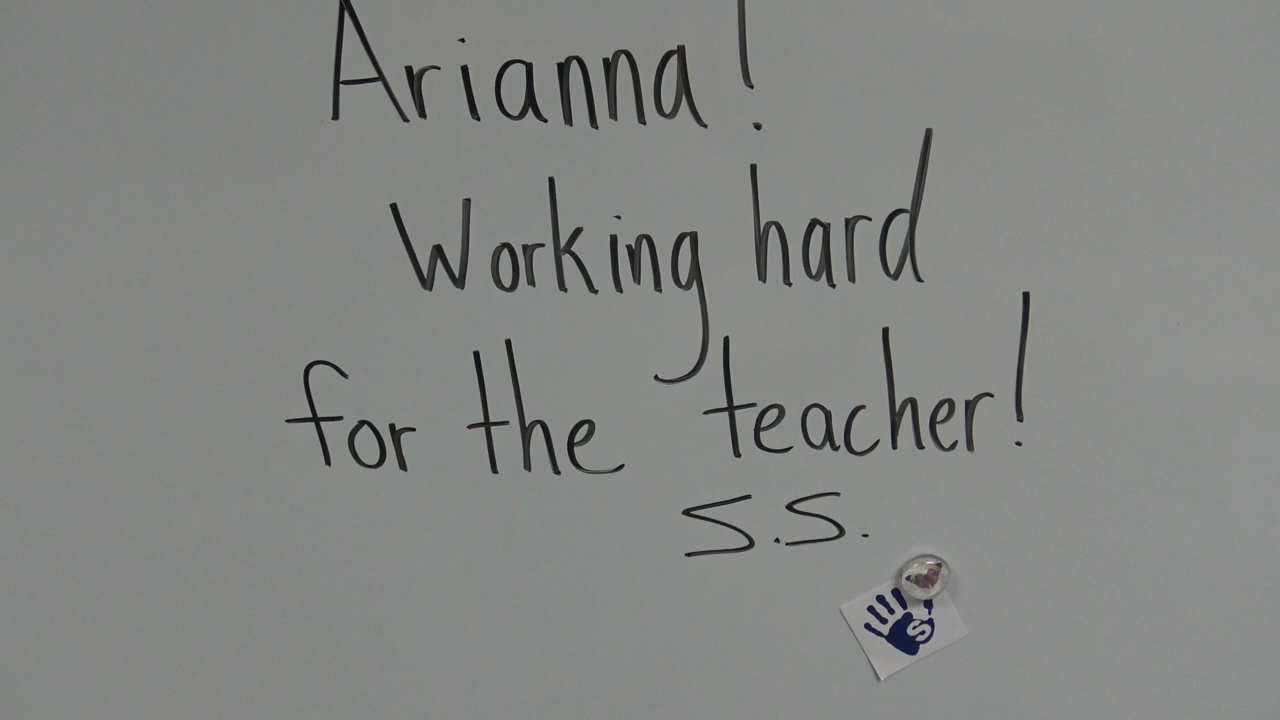 Arianna!
Working hard
for the teacher!
S.S.
S